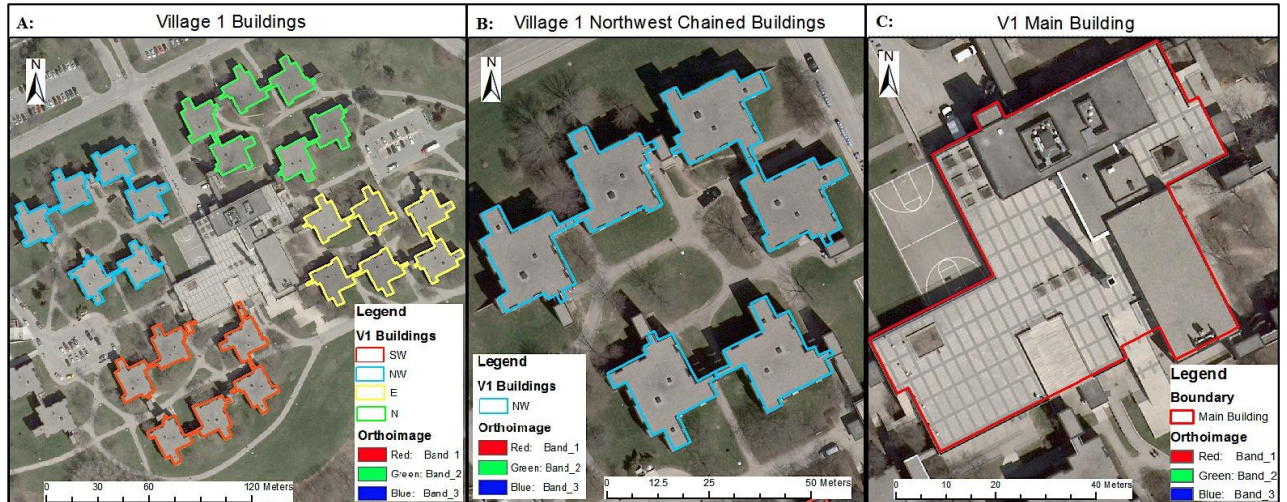 A: Village 1 Buildings
N
Legend
V1 Buildings
SW
NW
E
N
Orthoimage
Red: Band_1
Green: Band_2
Blue: Band_3
0 30 60 120 Meters
B: Village 1 Northwest Chained Buildings
N
Legend
V1 Buildings
NW
Orthoimage
Red: Band_1
Green: Band_2
Blue: Band_3
0 12.5 25 50 Meters
C: V1 Main Building
N
Legend
Boundary
Main Building
Orthoimage
Red: Band_1
Green: Band_2
Blue: Band_3
0 10 20 40 Meters